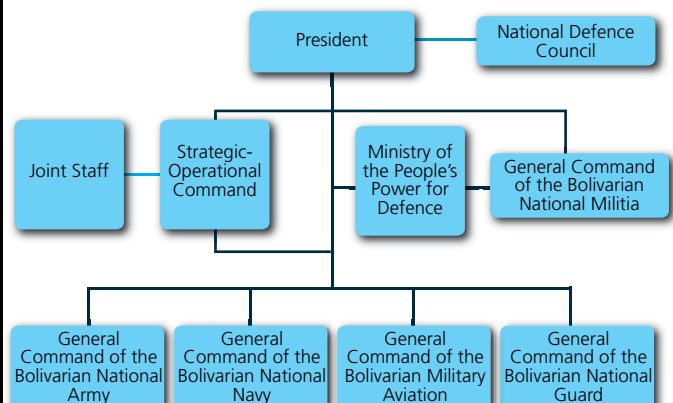 President
National Defence
Council
Joint Staff
Strategic-
Operational
Command
Ministry of
the People's
Power for
Defence
General Command
of the Bolivarian
National Militia
General
Command of the
Bolivarian National
Army
General
Command of the
Bolivarian National
Navy
General
Command of the
Bolivarian Military
Aviation
General
Command of the
Bolivarian National
Guard